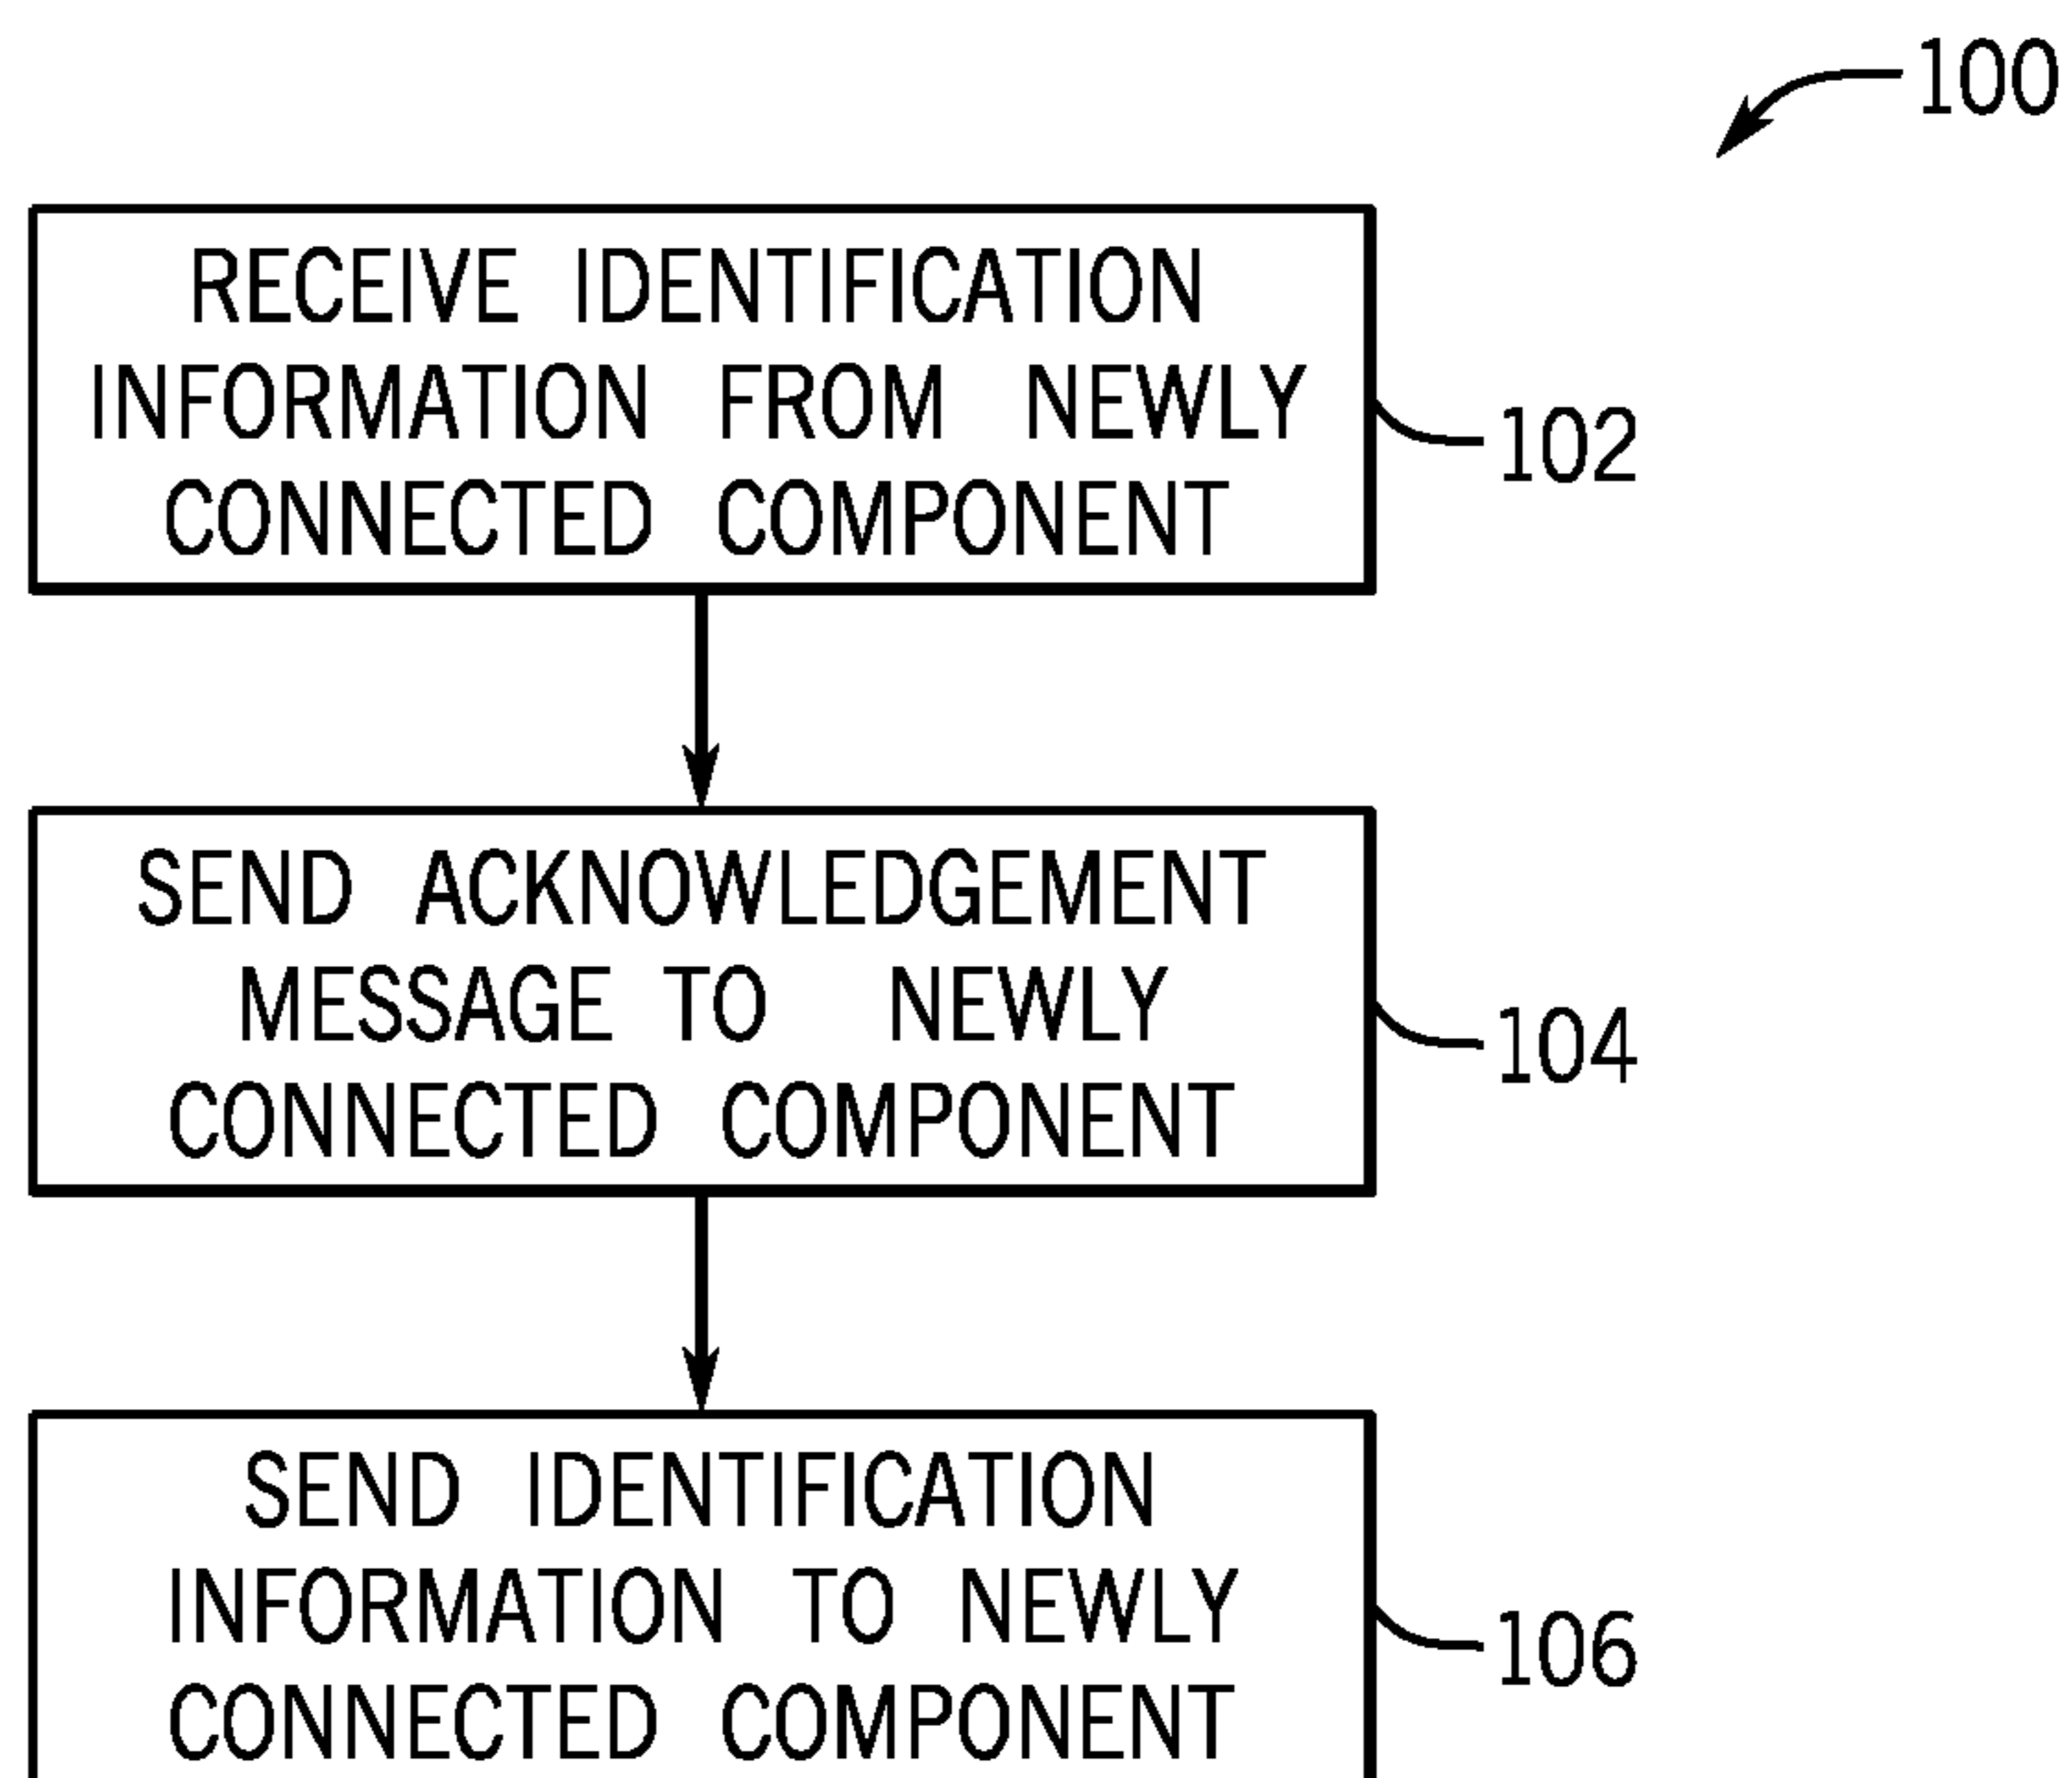 100
RECEIVE IDENTIFICATION
INFORMATION FROM NEWLY
CONNECTED COMPONENT
102
SEND ACKNOWLEDGEMENT
MESSAGE TO NEWLY
CONNECTED COMPONENT
104
SEND IDENTIFICATION
INFORMATION TO NEWLY
CONNECTED COMPONENT
106